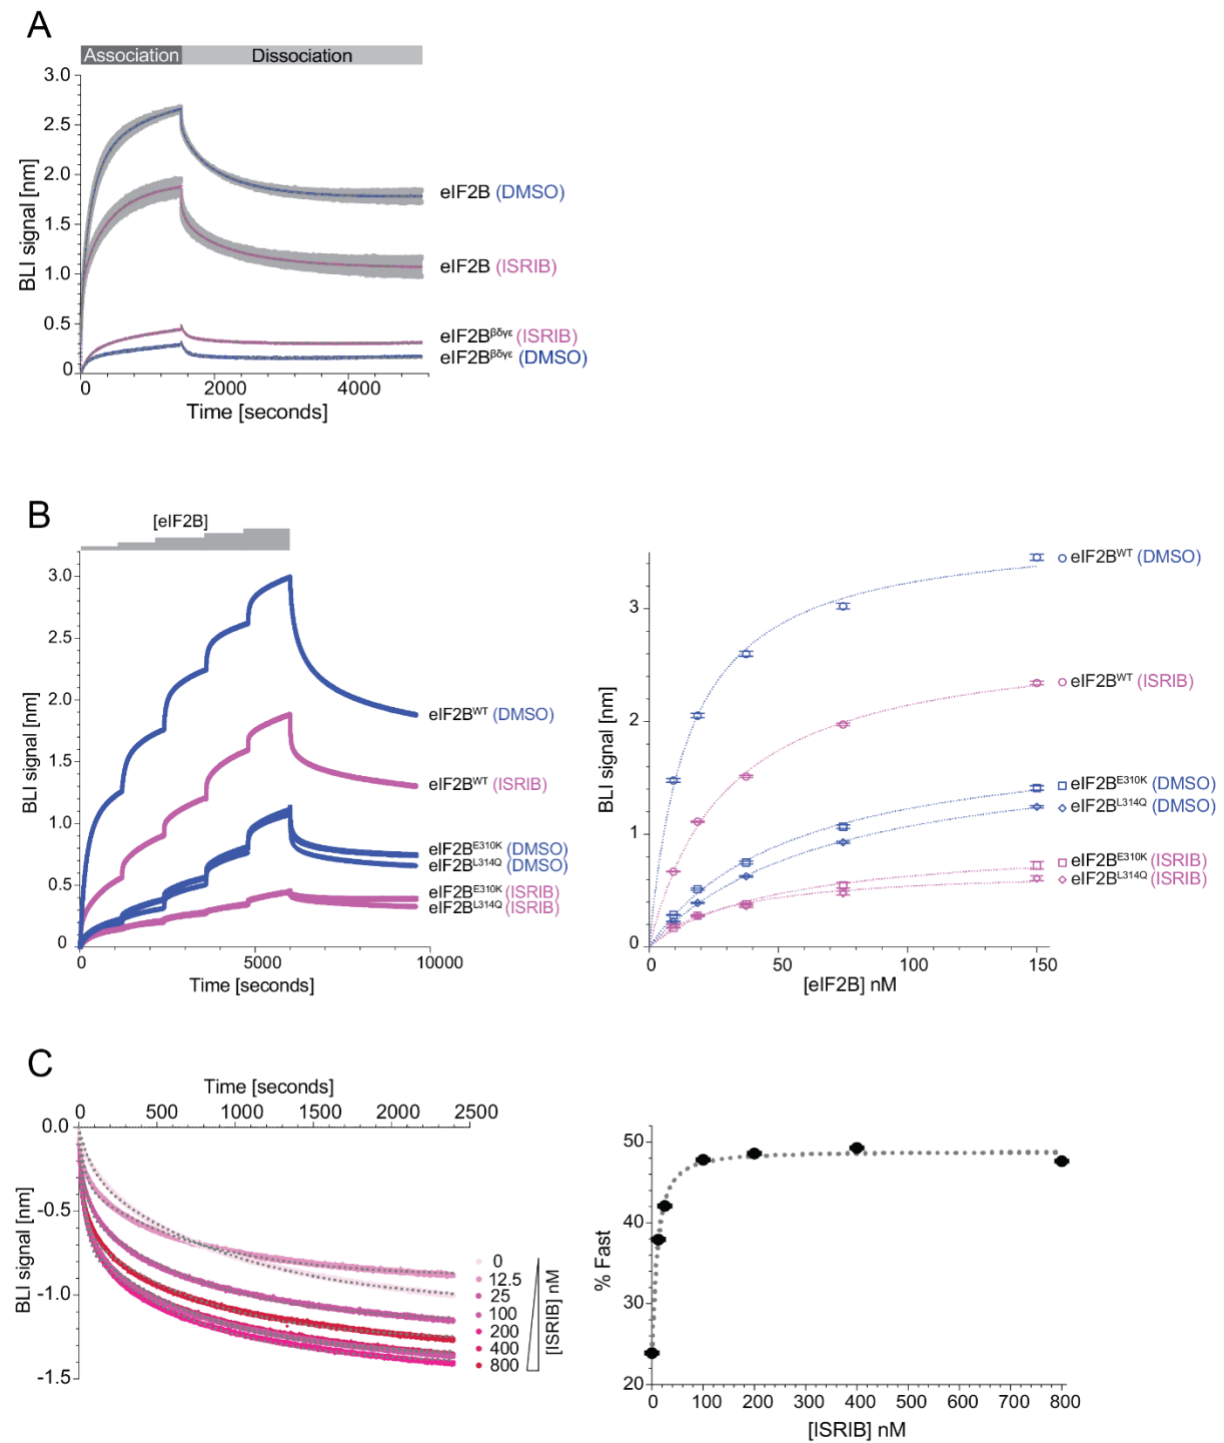 A
Association Dissociation
3.0
2.5
2.0
1.5
1.0
0.5
0
BLI signal [nm]
0 2000 4000
Time [seconds]
eIF2B (DMSO)
eIF2B (ISRIB)
eIF2Bβδγε (ISRIB)
eIF2Bβδγε (DMSO)
B
[eIF2B]
3.0
2.5
2.0
1.5
1.0
0.5
0
BLI signal [nm]
0 5000 10000
Time [seconds]
eIF2BWT (DMSO)
eIF2BWT (ISRIB)
eIF2BE310K (DMSO)
eIF2BL314Q (DMSO)
eIF2BE310K (ISRIB)
eIF2BL314Q (ISRIB)
3
2
1
0
BLI signal [nm]
0 50 100 150
[eIF2B] nM
eIF2BWT (DMSO)
eIF2BWT (ISRIB)
eIF2BE310K (DMSO)
eIF2BL314Q (DMSO)
eIF2BE310K (ISRIB)
eIF2BL314Q (ISRIB)
C
Time [seconds]
0 500 1000 1500 2000 2500
0.0
-0.5
-1.0
-1.5
BLI signal [nm]
0
12.5
25
100
200
400
800
[ISRIB] nM
50
40
30
20
% Fast
0 100 200 300 400 500 600 700 800
[ISRIB] nM